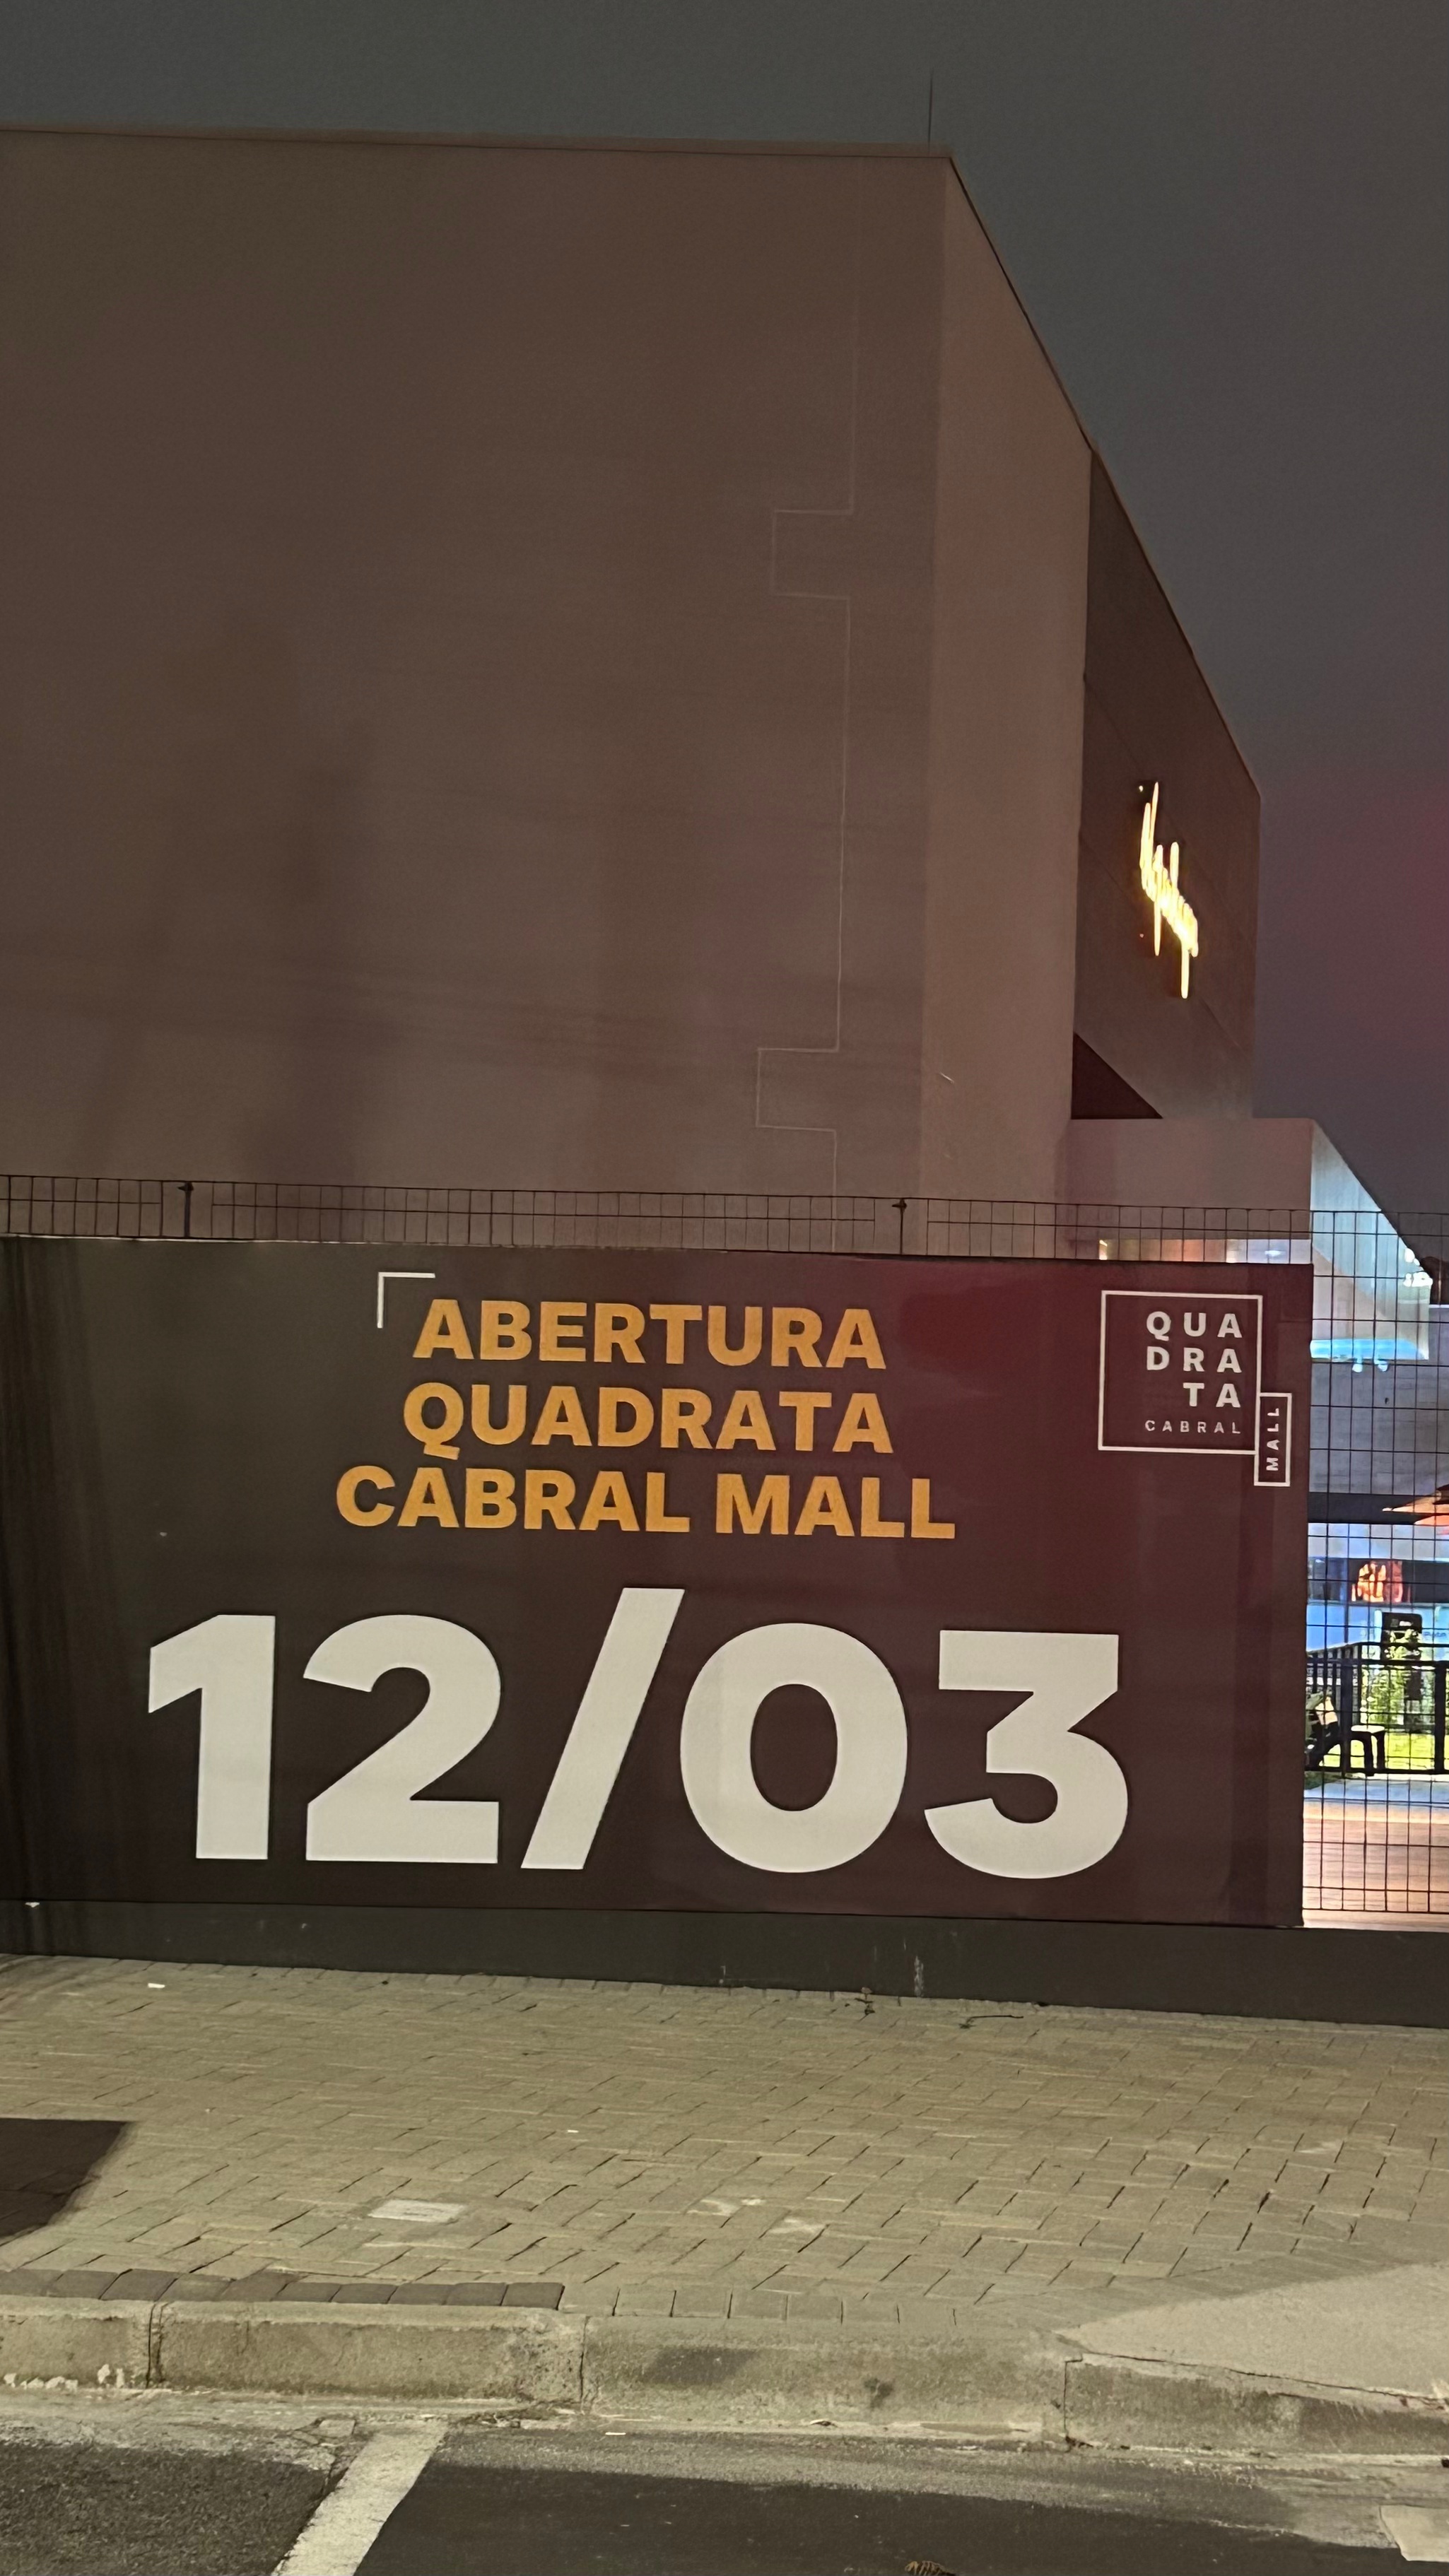 ABERTURA
QUADRATA
CABRAL MALL
12/03
QUA
DRA
TA
CABRAL
MALL